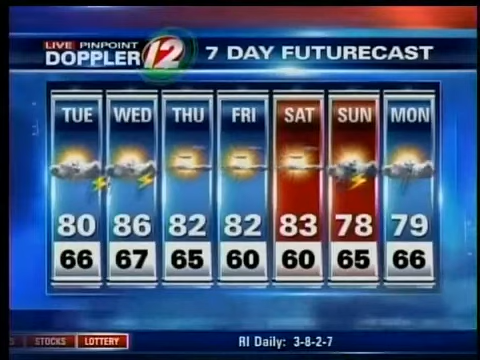 LIVE PINPOINT
DOPPLER 12
7 DAY FUTURECAST
TUE WED THU FRI SAT SUN MON
80 86 82 82 83 78 79
66 67 65 60 60 65 66
STOCKS LOTTERY RI Daily: 3-8-2-7